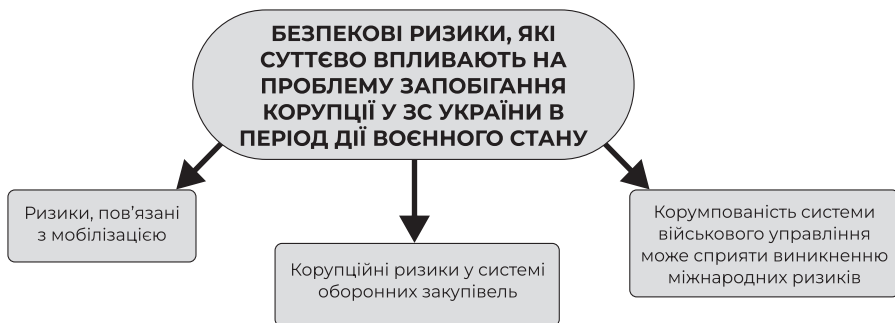 БЕЗПЕКОВІ РИЗИКИ, ЯКІ
СУТТЄВО ВПЛИВАЮТЬ НА
ПРОБЛЕМУ ЗАПОБІГАННЯ
КОРУПЦІЇ У ЗС УКРАЇНИ В
ПЕРІОД ДІЇ ВОЄННОГО СТАНУ
Ризики, пов’язані
з мобілізацією
Корупційні ризики у системі
оборонних закупівель
Корумпованість системи
військового управління
може сприяти виникненню
міжнародних ризиків